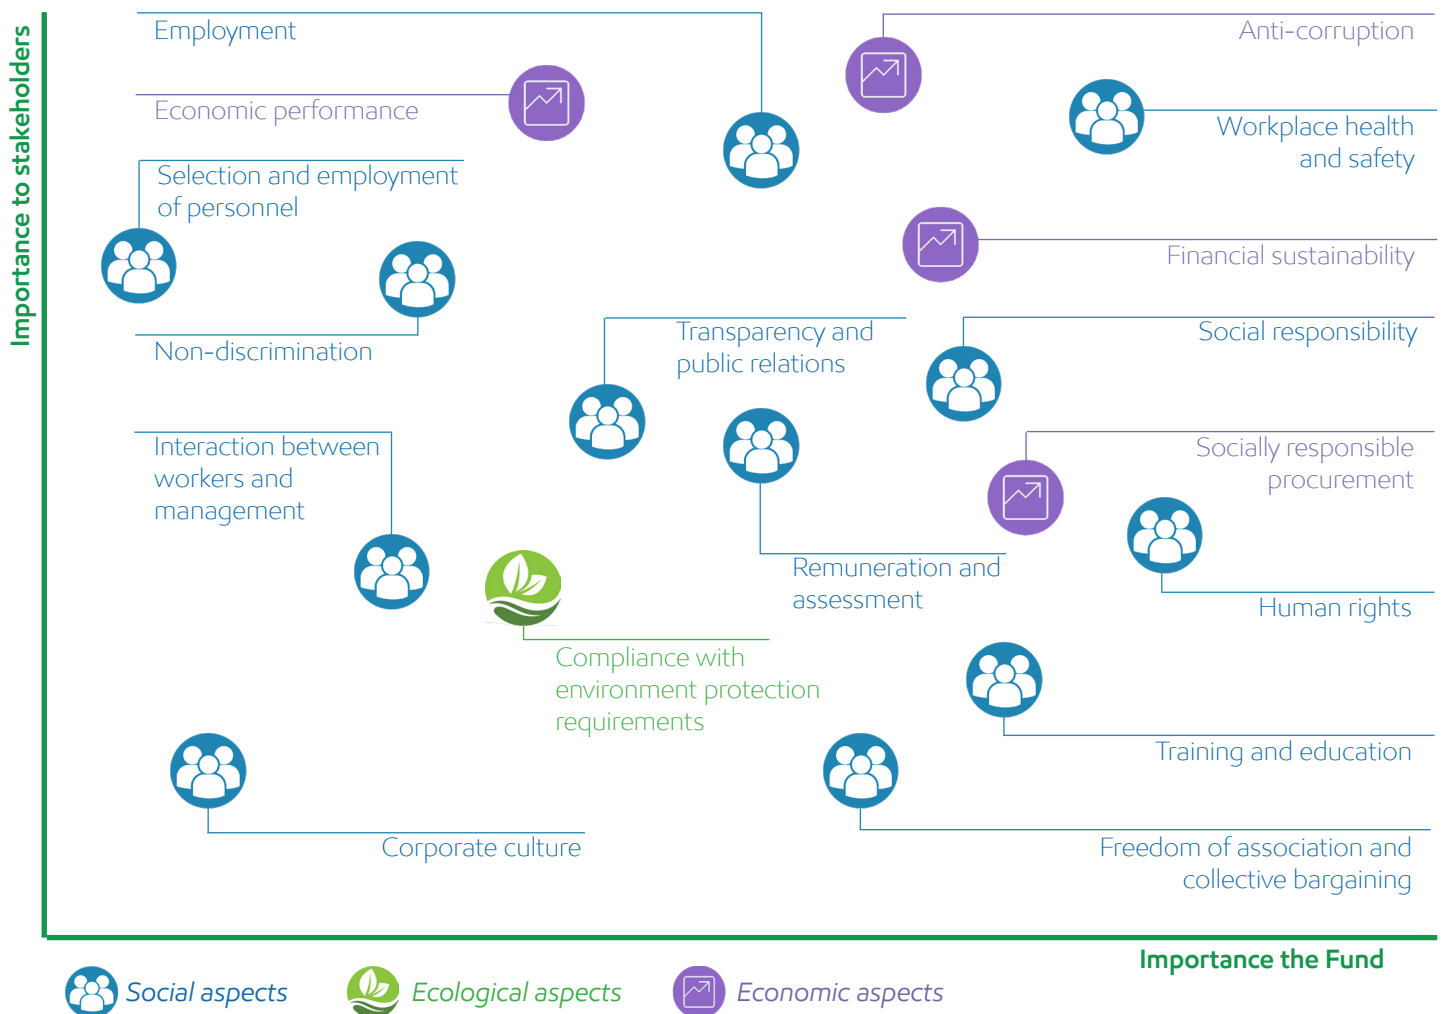 Importance to stakeholders
Employment
Anti-corruption
Economic performance
Workplace health
and safety
Selection and employment
of personnel
Financial sustainability
Non-discrimination
Transparency and
public relations
Social responsibility
Interaction between
workers and
management
Socially responsible
procurement
Remuneration and
assessment
Human rights
Compliance with
environment protection
requirements
Training and education
Corporate culture
Freedom of association and
collective bargaining
Importance the Fund
Social aspects
Ecological aspects
Economic aspects